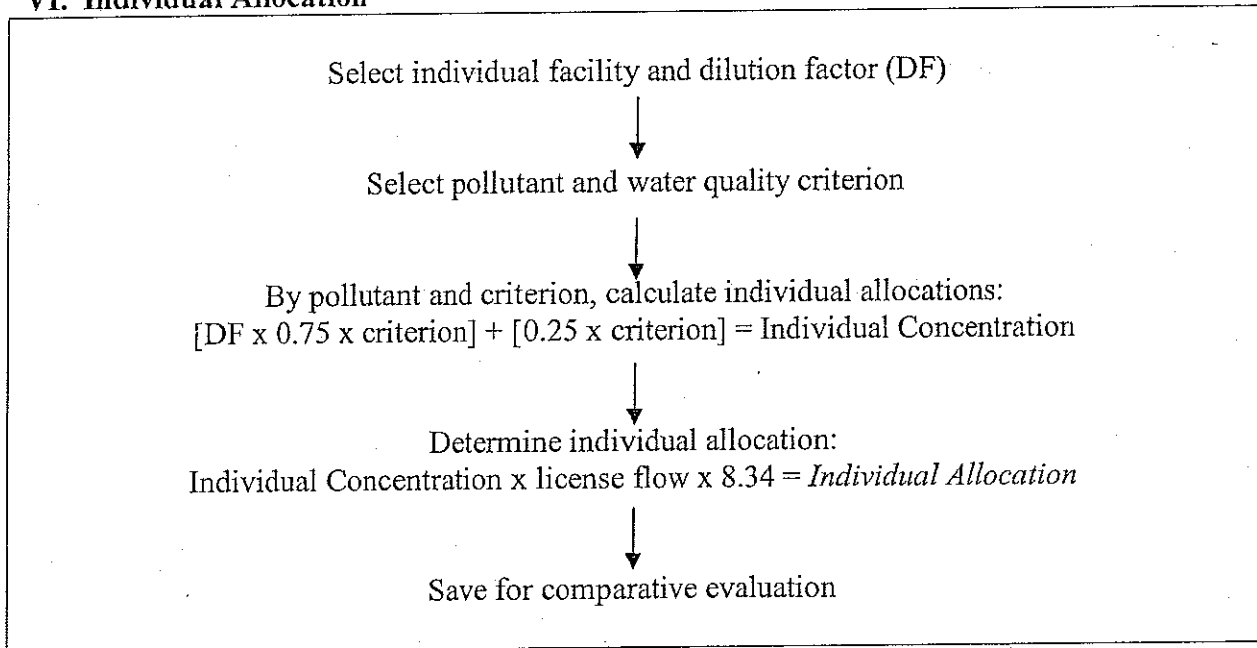 VI. Individual Allocation
Select individual facility and dilution factor (DF)
Select pollutant and water quality criterion
By pollutant and criterion, calculate individual allocations:
[DF x 0.75 x criterion] + [0.25 x criterion] = Individual Concentration
Determine individual allocation:
Individual Concentration x license flow x 8.34 = Individual Allocation
Save for comparative evaluation